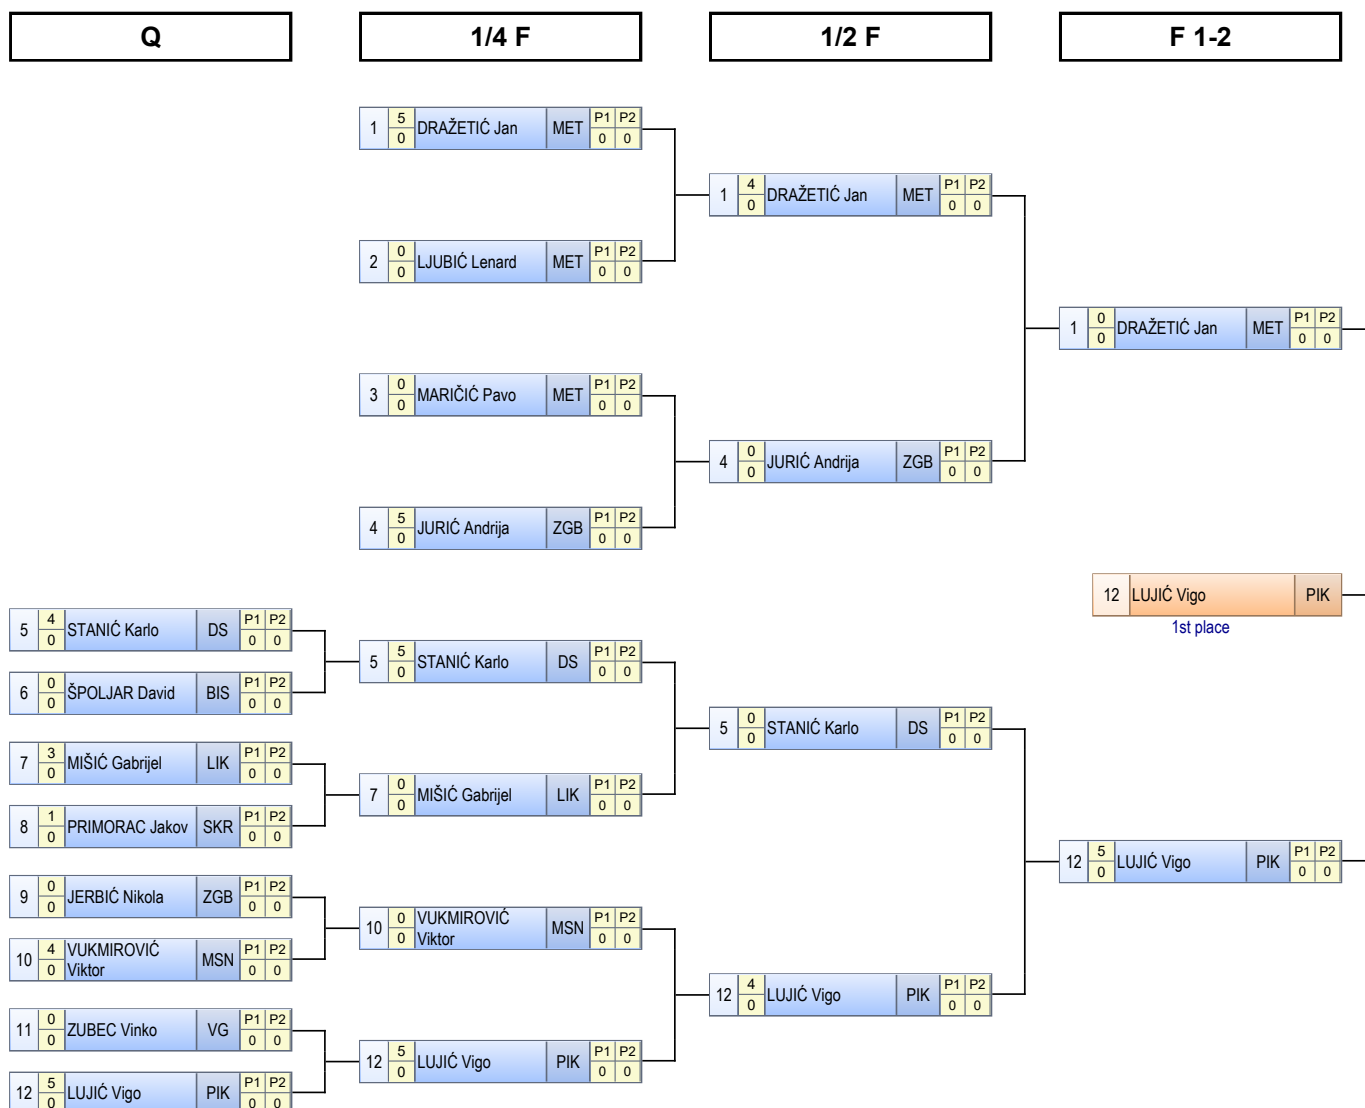 Q 1/4 F 1/2 F F 1-2
1 5 0 DRAŽETIĆ Jan MET P1 P2 0 0
2 0 0 LJUBIĆ Lenard MET P1 P2 0 0
3 0 0 MARIČIĆ Pavo MET P1 P2 0 0
4 5 0 JURIĆ Andrija ZGB P1 P2 0 0
1 4 0 DRAŽETIĆ Jan MET P1 P2 0 0
4 0 0 JURIĆ Andrija ZGB P1 P2 0 0
1 0 0 DRAŽETIĆ Jan MET P1 P2 0 0
12 LUJIĆ Vigo PIK
1st place
5 4 0 STANIĆ Karlo DS P1 P2 0 0
6 0 0 ŠPOLJAR David BIS P1 P2 0 0
7 3 0 MIŠIĆ Gabrijel LIK P1 P2 0 0
8 1 0 PRIMORAC Jakov SKR P1 P2 0 0
9 0 0 JERBIĆ Nikola ZGB P1 P2 0 0
10 4 0 VUKMIROVIĆ
Viktor MSN P1 P2 0 0
11 0 0 ZUBEC Vinko VG P1 P2 0 0
12 5 0 LUJIĆ Vigo PIK P1 P2 0 0
5 5 0 STANIĆ Karlo DS P1 P2 0 0
7 0 0 MIŠIĆ Gabrijel LIK P1 P2 0 0
10 0 0 VUKMIROVIĆ
Viktor MSN P1 P2 0 0
12 5 0 LUJIĆ Vigo PIK P1 P2 0 0
5 0 0 STANIĆ Karlo DS P1 P2 0 0
12 4 0 LUJIĆ Vigo PIK P1 P2 0 0
12 5 0 LUJIĆ Vigo PIK P1 P2 0 0